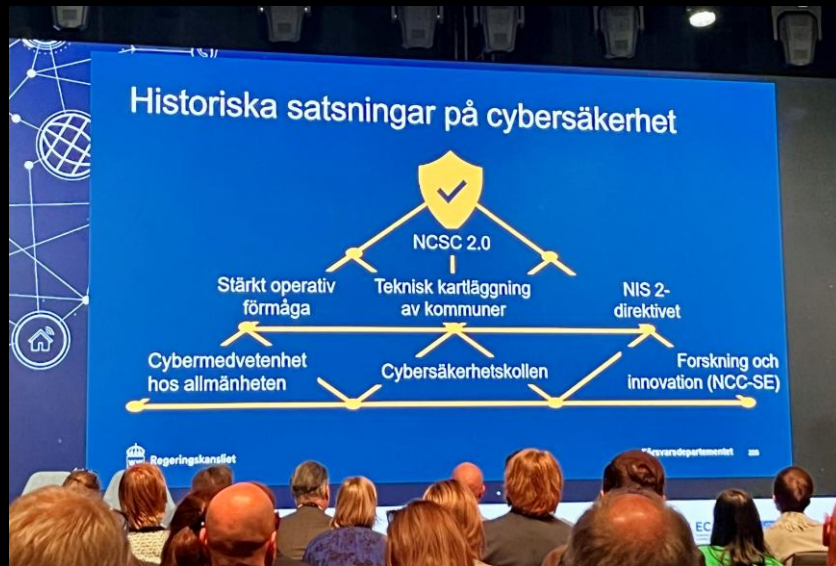 Historiska satsningar på cybersäkerhet
NCSC 2.0
Stärkt operativ
förmåga
Teknisk kartläggning
av kommuner
NIS 2-
direktivet
Cybermedvetenhet
hos allmänheten
Cybersäkerhetskollen
Forskning och
innovation (NCC-SE)
Regeringskansliet
Försvarsdepartementet
EC